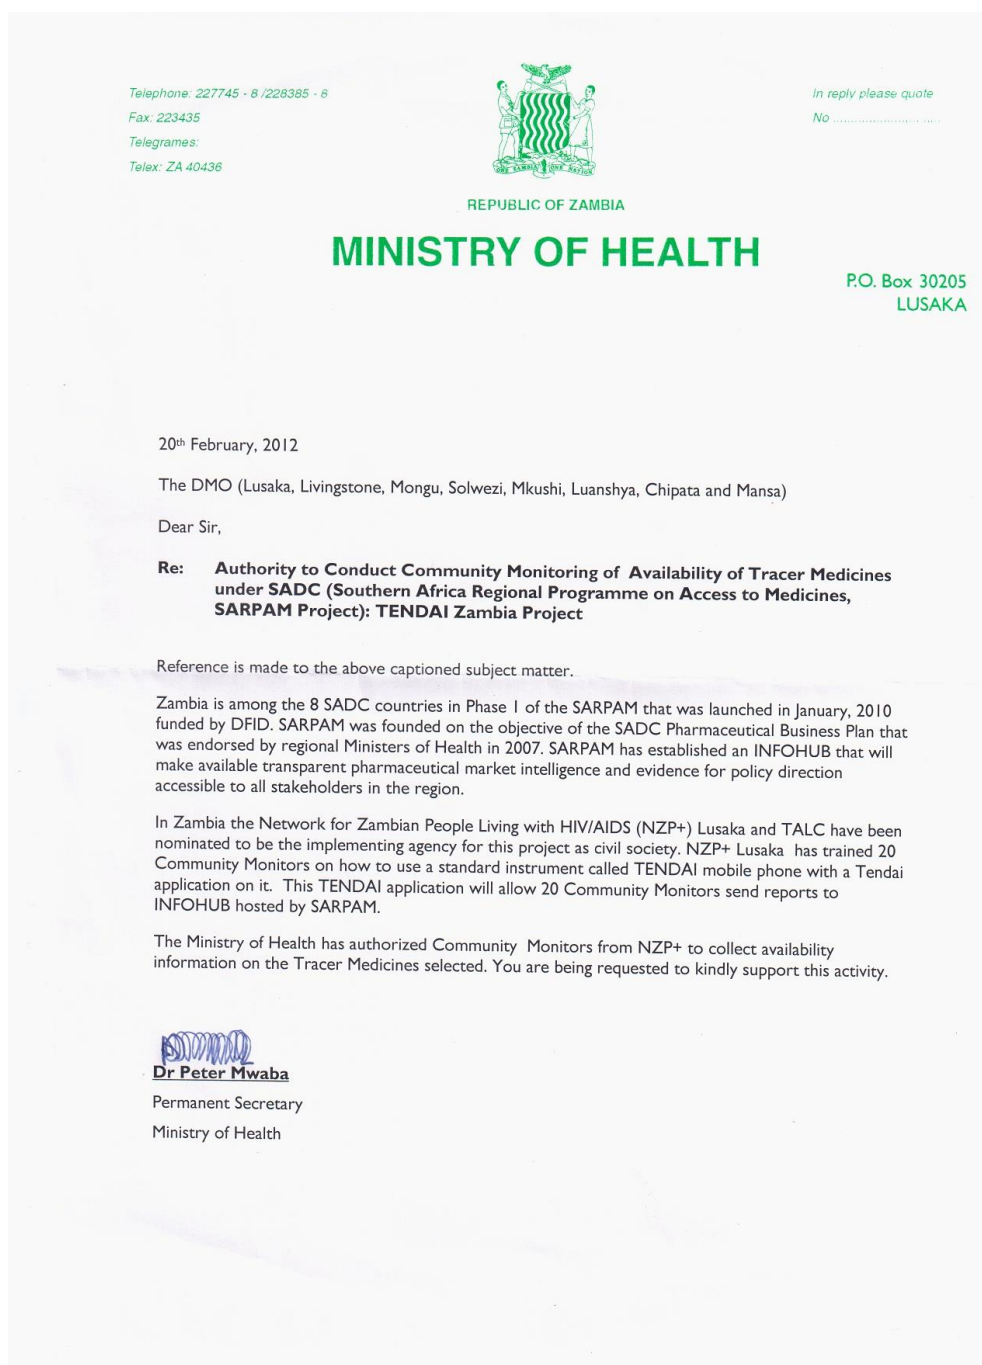 Telephone: 227745 - 8 /228385 - 8
Fax: 223435
Telegrames:
Telex: ZA 40436
In reply please quote
No ..............................
ONE ZAMBIA ONE NATION
REPUBLIC OF ZAMBIA
MINISTRY OF HEALTH
P.O. Box 30205
LUSAKA
20th February, 2012
The DMO (Lusaka, Livingstone, Mongu, Solwezi, Mkushi, Luanshya, Chipata and Mansa)
Dear Sir,
Re: Authority to Conduct Community Monitoring of Availability of Tracer Medicines
under SADC (Southern Africa Regional Programme on Access to Medicines,
SARPAM Project): TENDAI Zambia Project
Reference is made to the above captioned subject matter.
Zambia is among the 8 SADC countries in Phase 1 of the SARPAM that was launched in January, 2010
funded by DFID. SARPAM was founded on the objective of the SADC Pharmaceutical Business Plan that
was endorsed by regional Ministers of Health in 2007. SARPAM has established an INFOHUB that will
make available transparent pharmaceutical market intelligence and evidence for policy direction
accessible to all stakeholders in the region.
In Zambia the Network for Zambian People Living with HIV/AIDS (NZP+) Lusaka and TALC have been
nominated to be the implementing agency for this project as civil society. NZP+ Lusaka has trained 20
Community Monitors on how to use a standard instrument called TENDAI mobile phone with a Tendai
application on it. This TENDAI application will allow 20 Community Monitors send reports to
INFOHUB hosted by SARPAM.
The Ministry of Health has authorized Community Monitors from NZP+ to collect availability
information on the Tracer Medicines selected. You are being requested to kindly support this activity.
Dr Peter Mwaba
Permanent Secretary
Ministry of Health